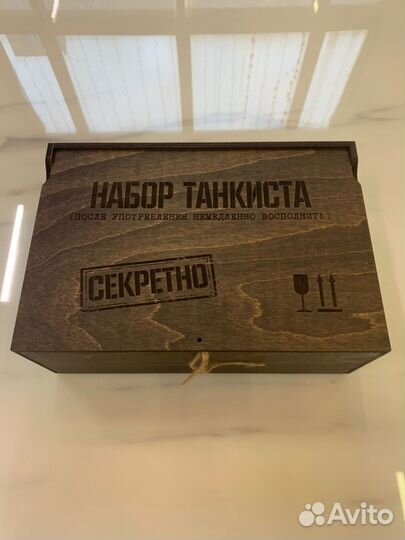 НАБОР ТАНКИСТА
(ПОСЛЕ УПОТРЕБЛЕНИЯ НЕМЕДЛЕННО ВОСПОЛНИТЬ)
СЕКРЕТНО
Avito